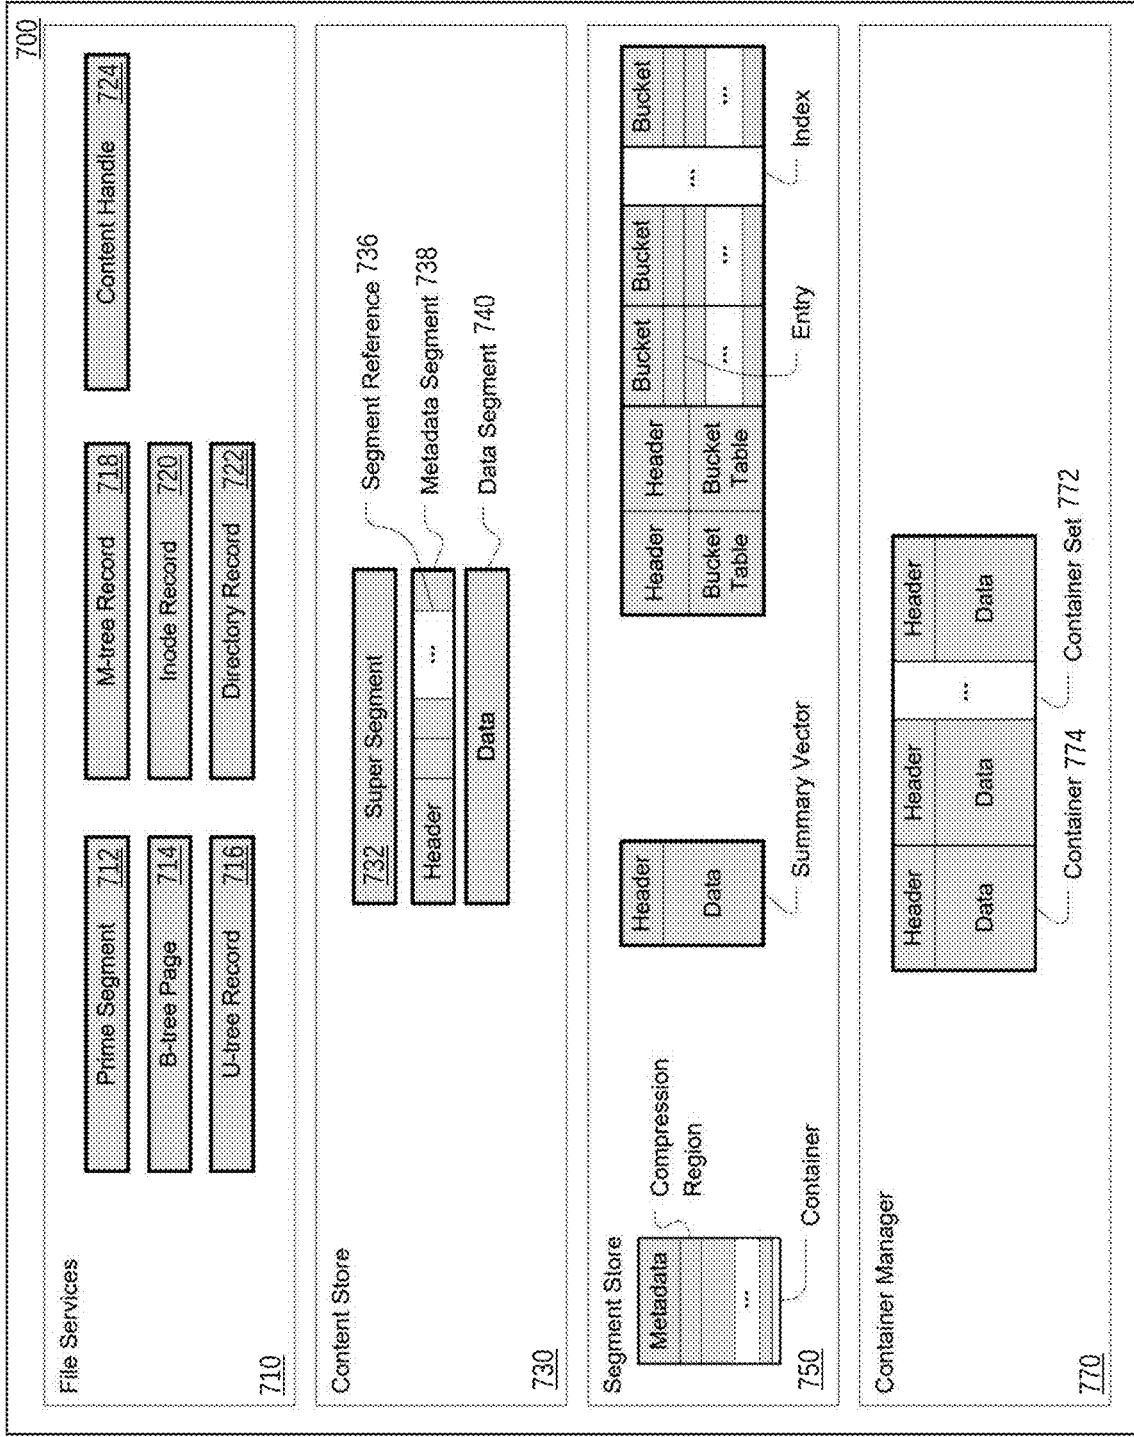 700
File Services
Prime Segment 712
M-tree Record 718
Content Handle 724
B-tree Page 714
Inode Record 720
U-tree Record 716
Directory Record 722
710
Content Store
732 Super Segment
Segment Reference 736
Header
...
Metadata Segment 738
Data
Data Segment 740
730
Segment Store
Metadata
...
Compression
Region
Container
Header
Data
Summary Vector
Header
Header
Bucket
Bucket
Bucket
Bucket
Table
Bucket
Table
...
...
...
...
Entry
Index
750
Container Manager
Header
Header
Header
Data
Data
...
Data
Container 774
Container Set 772
770